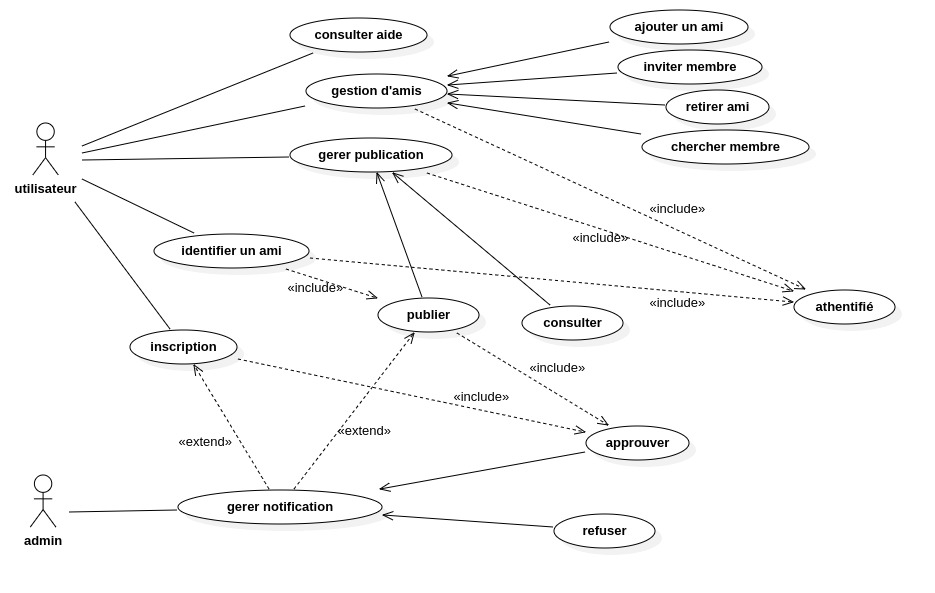 consulter aide
ajouter un ami
inviter membre
gestion d'amis
retirer ami
chercher membre
gerer publication
utilisateur
«include»
«include»
identifier un ami
«include»
«include»
athentifié
publier
consulter
inscription
«include»
«include»
«extend»
«extend»
approuver
gerer notification
refuser
admin